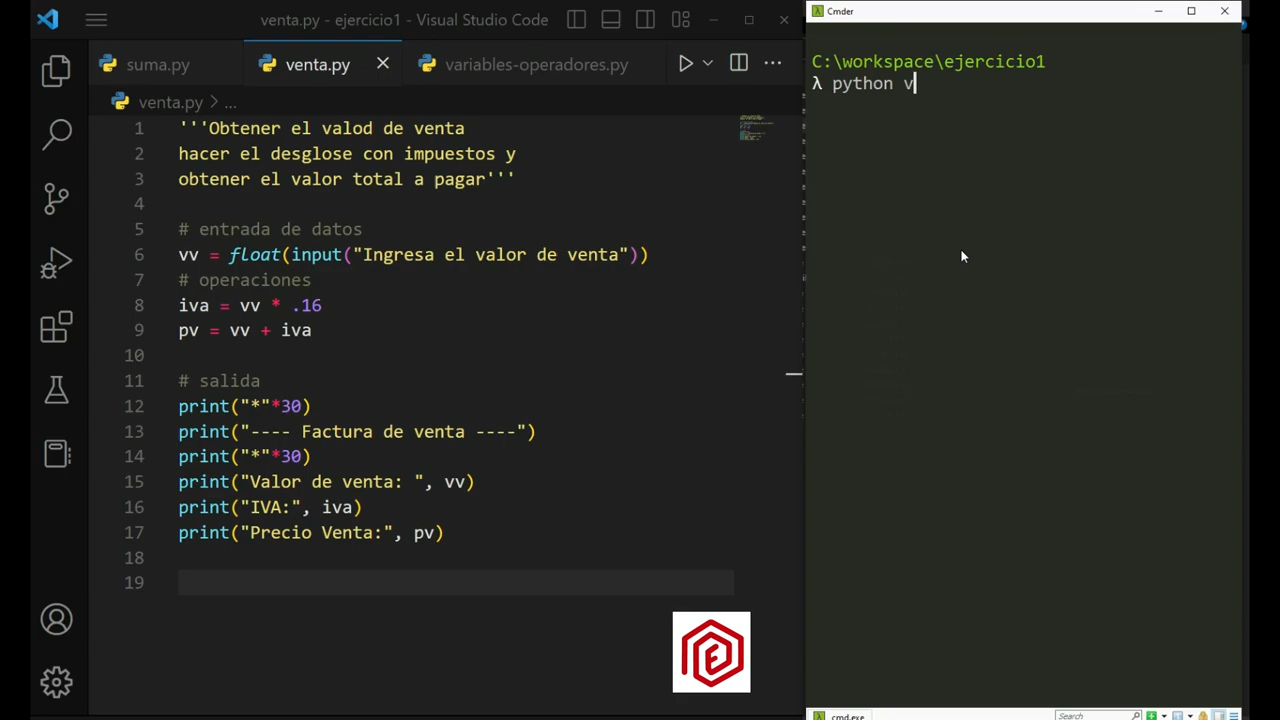 venta.py - ejercicio1 - Visual Studio Code
suma.py
venta.py
variables-operadores.py
venta.py > ...
1 '''Obtener el valod de venta
2 hacer el desglose con impuestos y
3 obtener el valor total a pagar'''
4
5 # entrada de datos
6 vv = float(input("Ingresa el valor de venta"))
7 # operaciones
8 iva = vv * .16
9 pv = vv + iva
10
11 # salida
12 print("*"*30)
13 print("---- Factura de venta ----")
14 print("*"*30)
15 print("Valor de venta: ", vv)
16 print("IVA:", iva)
17 print("Precio Venta:", pv)
18
19
Cmder
C:\workspace\ejercicio1
λ python v
cmd.exe
Search